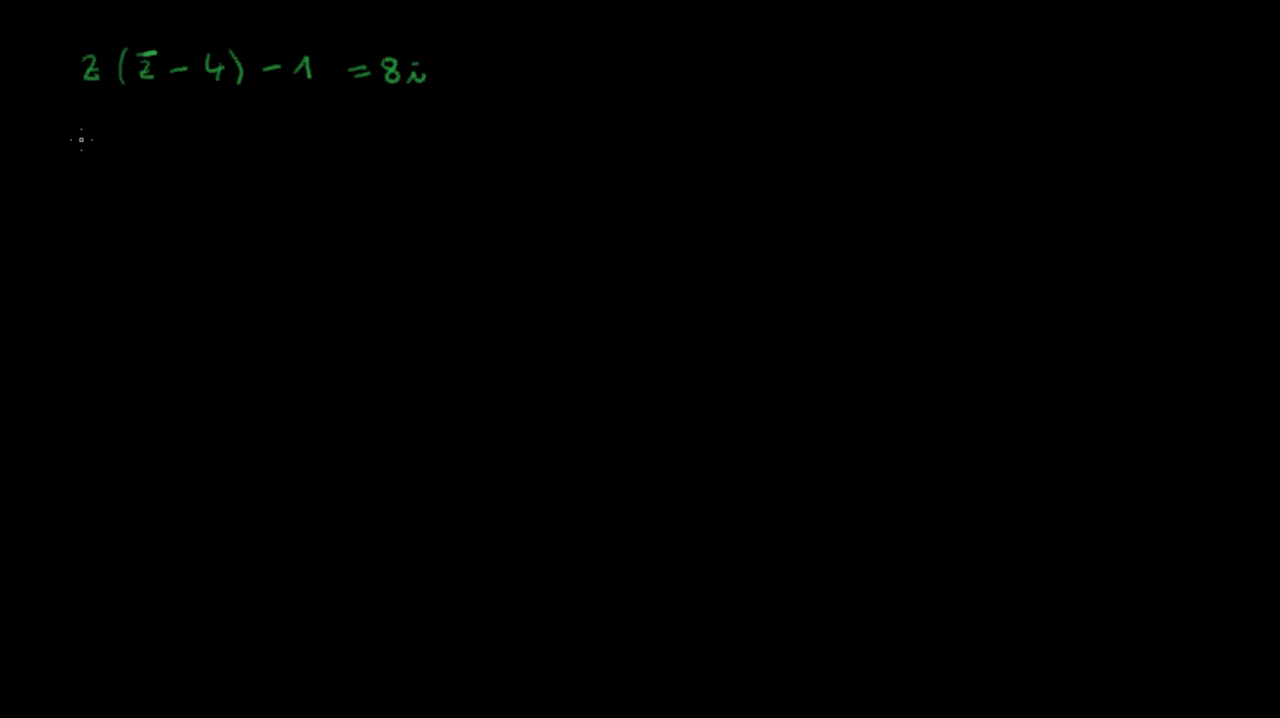 z (z̅ - 4) - 1 = 8i